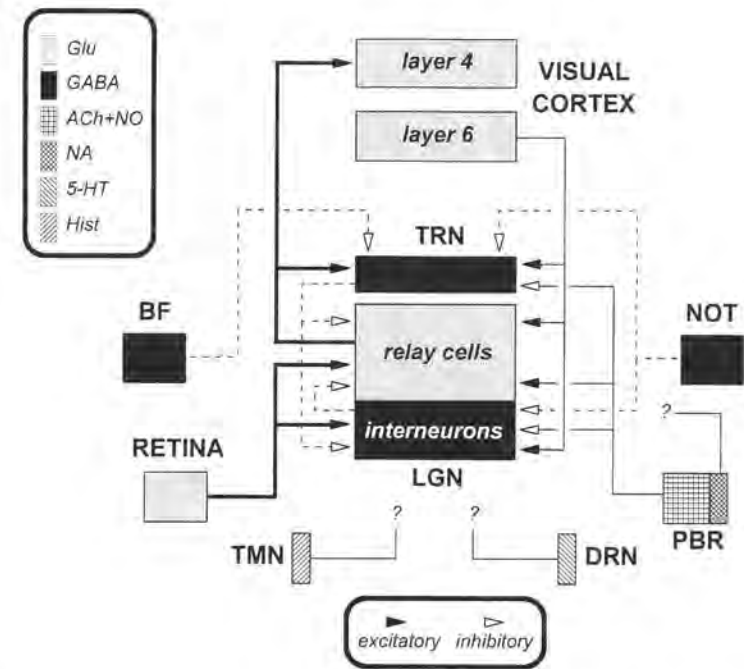 Glu
GABA
ACh+NO
NA
5-HT
Hist
layer 4
VISUAL
CORTEX
layer 6
TRN
BF
NOT
relay cells
?
interneurons
RETINA
LGN
?
?
PBR
TMN
DRN
excitatory
inhibitory